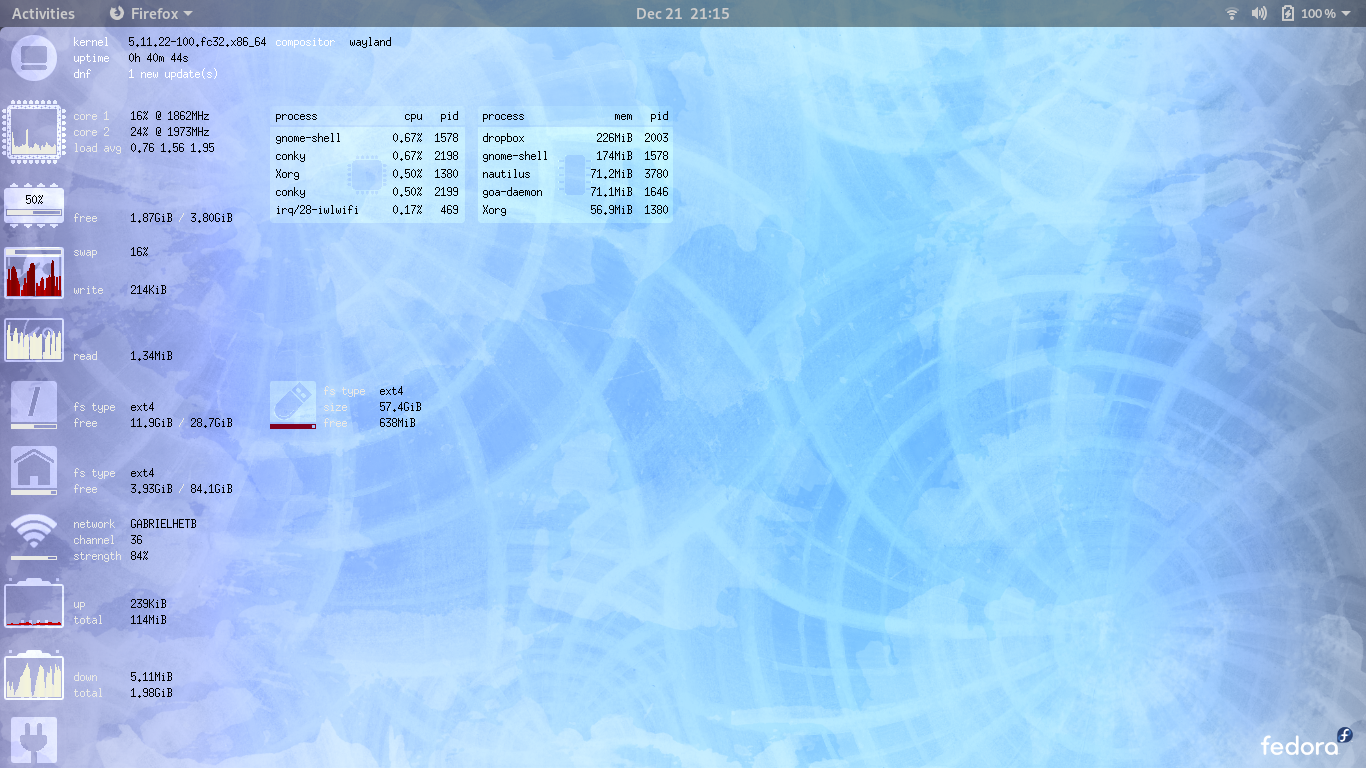 Activities Firefox Dec 21 21:15 100 %
kernel 5.11.22-100.fc32.x86_64 compositor wayland
uptime 0h 40m 44s
dnf 1 new update(s)
core 1 16% @ 1862MHz
core 2 24% @ 1973MHz
load avg 0.76 1.56 1.95
process cpu pid
gnome-shell 0.67% 1578
conky 0.67% 2198
Xorg 0.50% 1380
conky 0.50% 2199
irq/28-iwlwifi 0.17% 469
process mem pid
dropbox 226MiB 2003
gnome-shell 174MiB 1578
nautilus 71.2MiB 3780
goa-daemon 71.1MiB 1646
Xorg 56.9MiB 1380
50%
free 1.87GiB / 3.80GiB
swap 16%
write 214KiB
read 1.34MiB
fs type ext4
free 11.9GiB / 28.7GiB
fs type ext4
size 57.4GiB
free 638MiB
fs type ext4
free 3.93GiB / 84.1GiB
network GABRIELHETB
channel 36
strength 84%
up 239KiB
total 114MiB
down 5.11MiB
total 1.98GiB
fedora